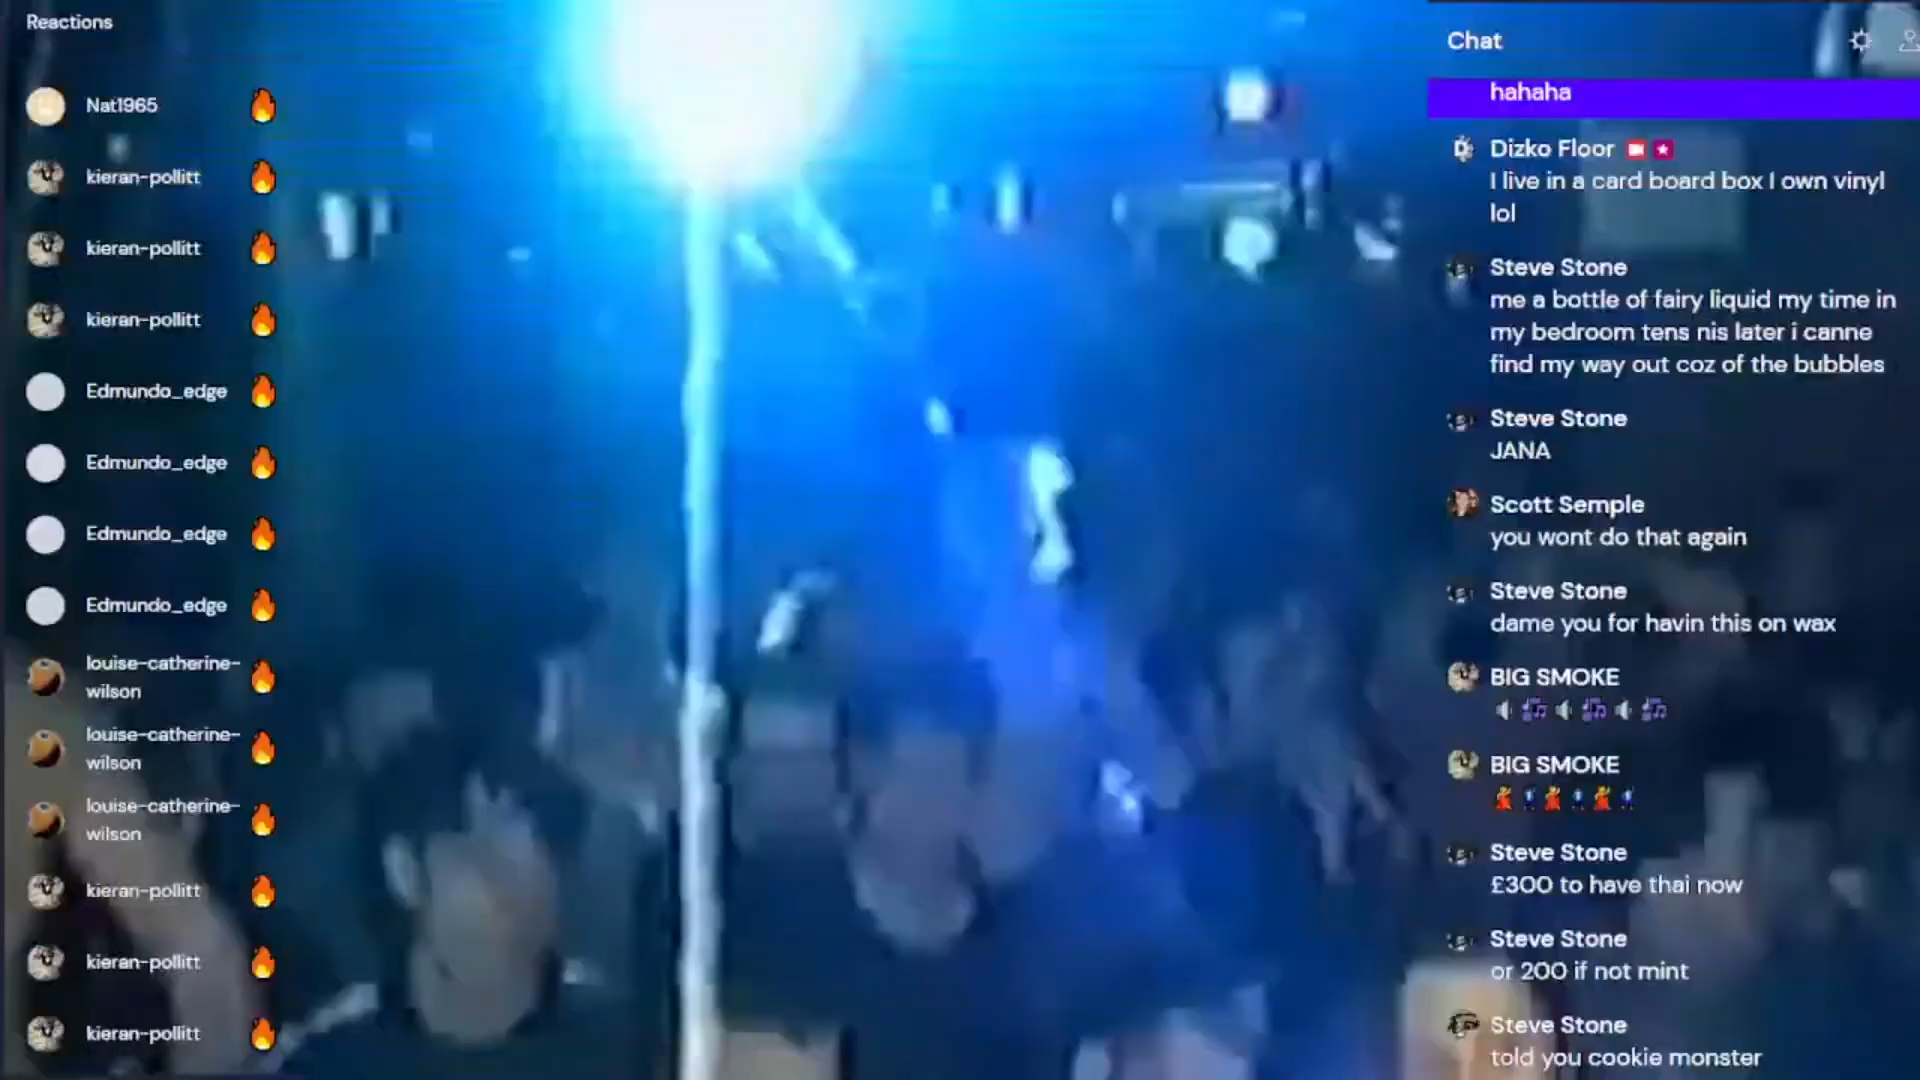 Reactions
Nat1965
kieran-pollitt
kieran-pollitt
kieran-pollitt
Edmundo_edge
Edmundo_edge
Edmundo_edge
Edmundo_edge
louise-catherine-
wilson
louise-catherine-
wilson
louise-catherine-
wilson
kieran-pollitt
kieran-pollitt
kieran-pollitt
Chat
hahaha
Dizko Floor
I live in a card board box I own vinyl
lol
Steve Stone
me a bottle of fairy liquid my time in
my bedroom tens nis later i canne
find my way out coz of the bubbles
Steve Stone
JANA
Scott Semple
you wont do that again
Steve Stone
dame you for havin this on wax
BIG SMOKE
BIG SMOKE
Steve Stone
£300 to have thai now
Steve Stone
or 200 if not mint
Steve Stone
told you cookie monster